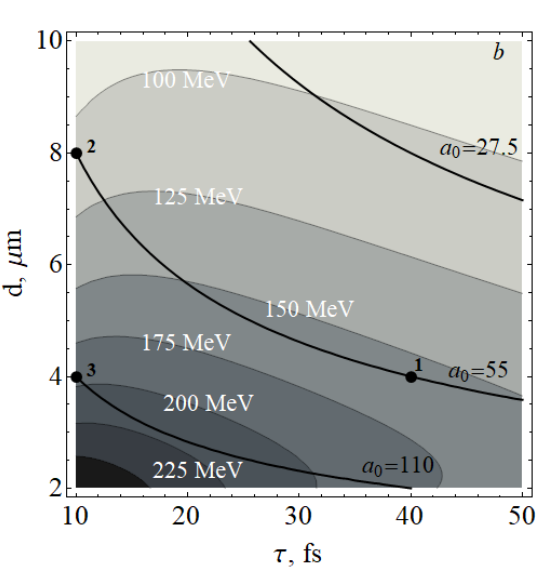 10
b
100 MeV
a₀=27.5
8
2
125 MeV
d, μm
6
150 MeV
175 MeV
1
a₀=55
4
3
200 MeV
225 MeV
a₀=110
2
10
20
30
40
50
τ, fs